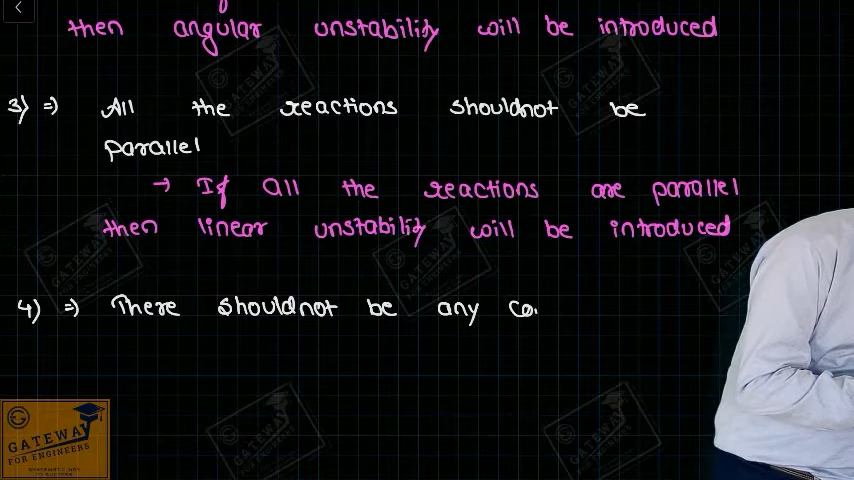 then angular unstability will be introduced
3) => All the reactions shouldnot be
parallel
→ If all the reactions are parallel
then linear unstability will be introduced
4) => There shouldnot be any co
GATEWAY
FOR ENGINEERS